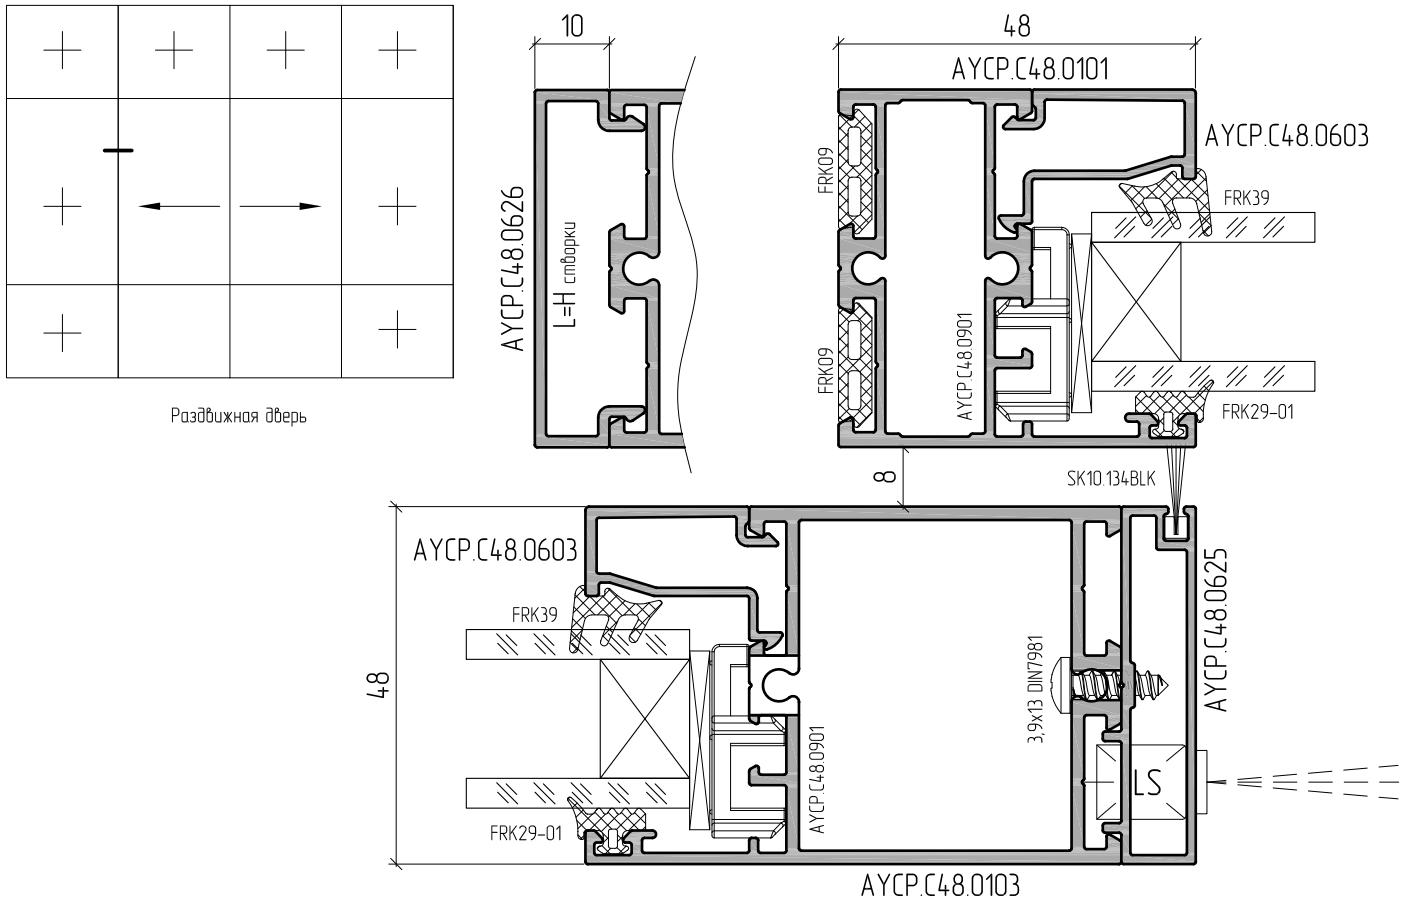 10
48
AYCP.C48.0101
AYCP.C48.0603
FRK09
FRK39
AYCP.C48.0626
L=H створки
FRK09
AYCP.C48.0901
FRK29-01
Раздвижная дверь
8
SK10.134BLK
AYCP.C48.0603
FRK39
AYCP.C48.0625
48
3,9x13 DIN7981
AYCP.C48.0901
LS
FRK29-01
AYCP.C48.0103